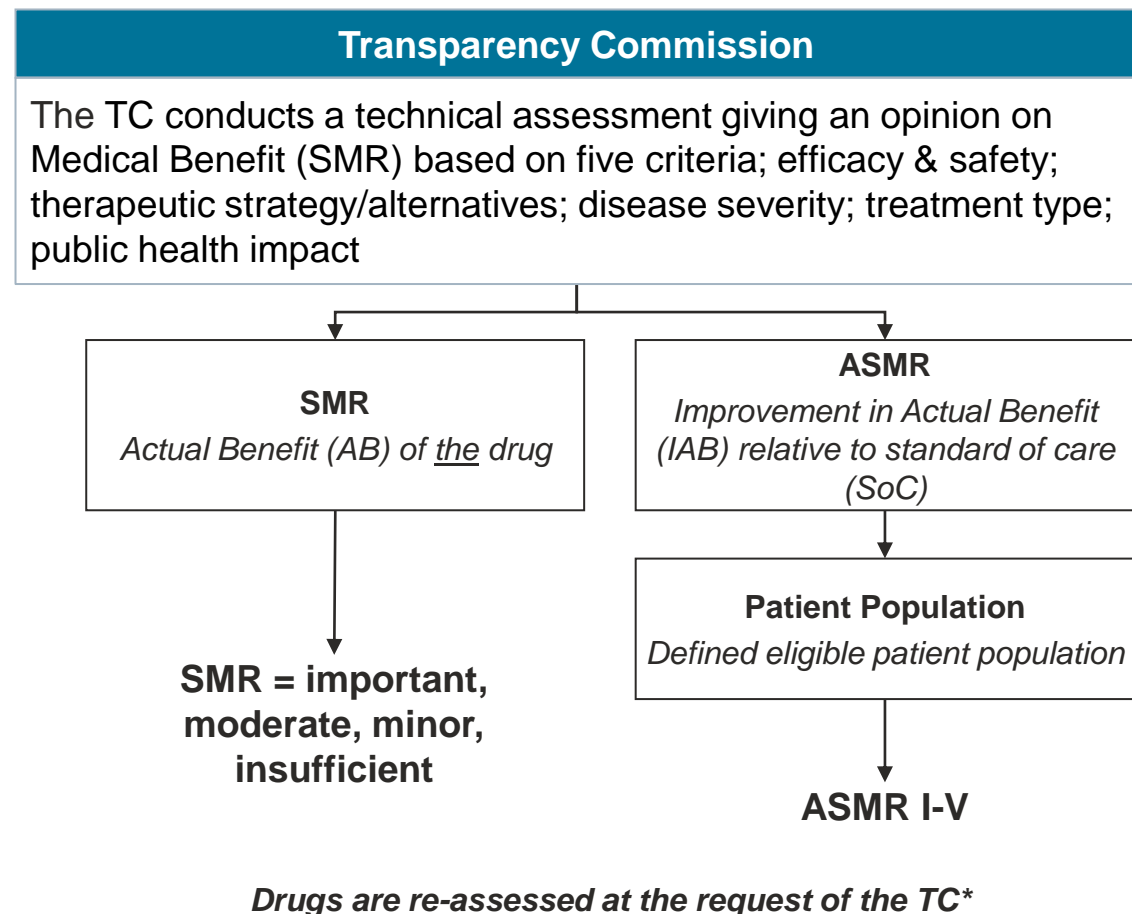 Transparency Commission
The TC conducts a technical assessment giving an opinion on
Medical Benefit (SMR) based on five criteria; efficacy & safety;
therapeutic strategy/alternatives; disease severity; treatment type;
public health impact
SMR
Actual Benefit (AB) of the drug
SMR = important,
moderate, minor,
insufficient
ASMR
Improvement in Actual Benefit
(IAB) relative to standard of care
(SoC)
Patient Population
Defined eligible patient population
ASMR I-V
Drugs are re-assessed at the request of the TC*